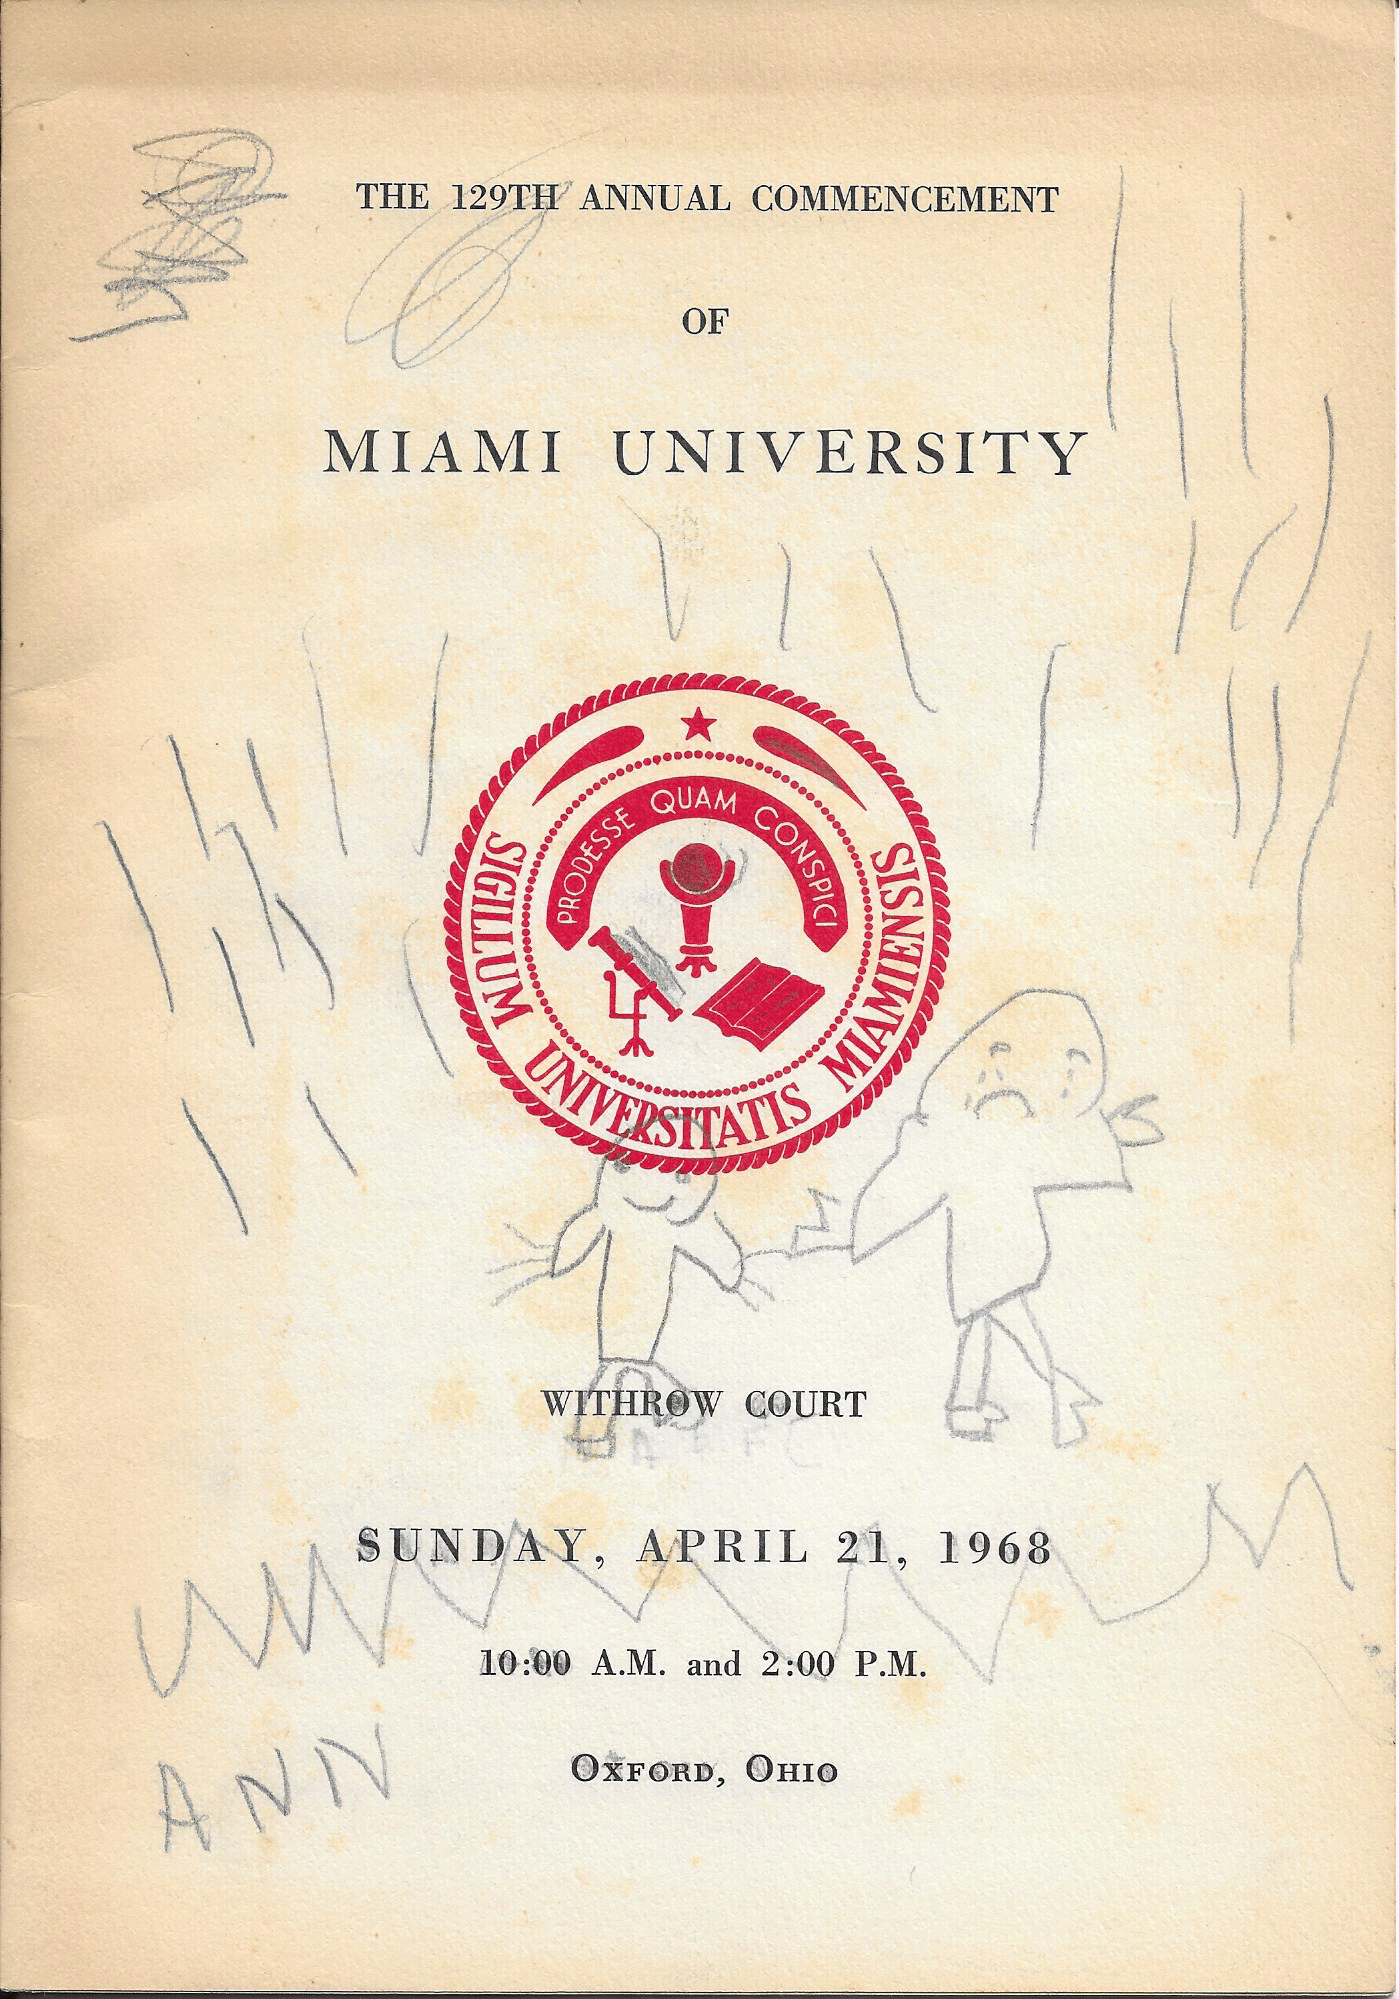 THE 129TH ANNUAL COMMENCEMENT
OF
MIAMI UNIVERSITY
PRODESSE QUAM CONSPICI
SIGILLUM UNIVERSITATIS MIAMIENSIS
WITHROW COURT
SUNDAY, APRIL 21, 1968
10:00 A.M. and 2:00 P.M.
OXFORD, OHIO
ANN